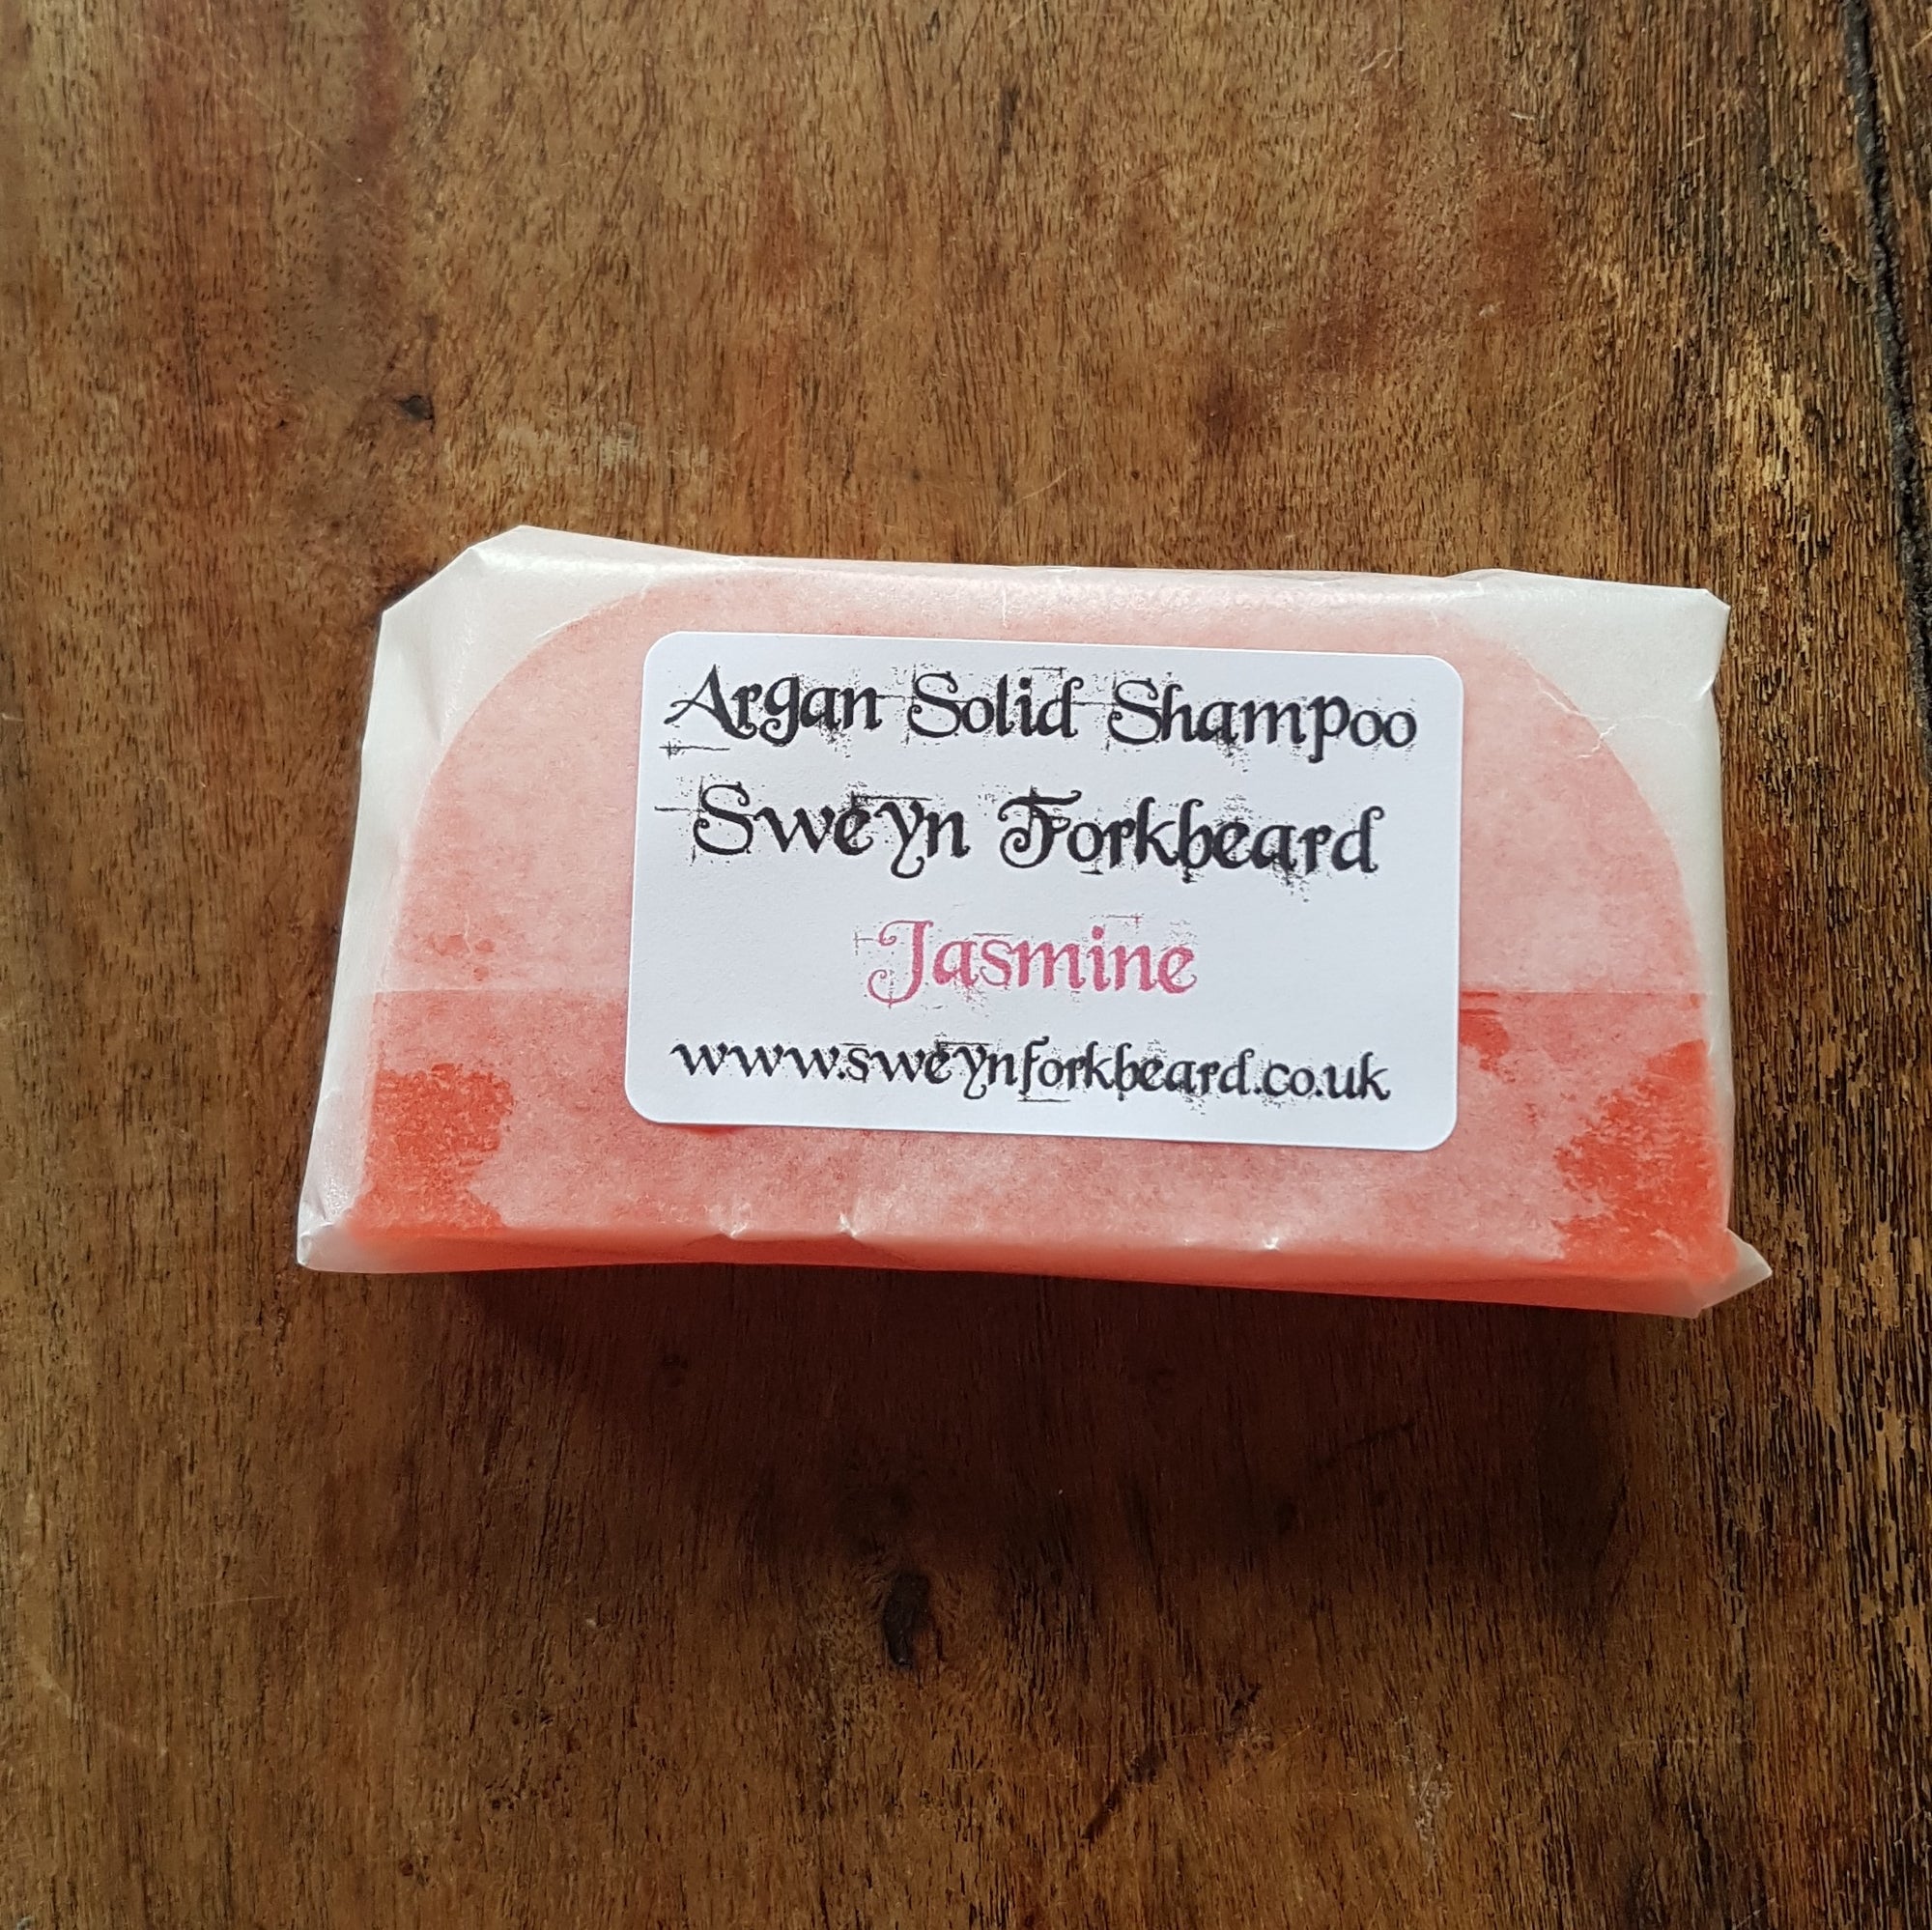 Argan Solid Shampoo
Sweyn Forkbeard
Jasmine
www.sweynforkbeard.co.uk